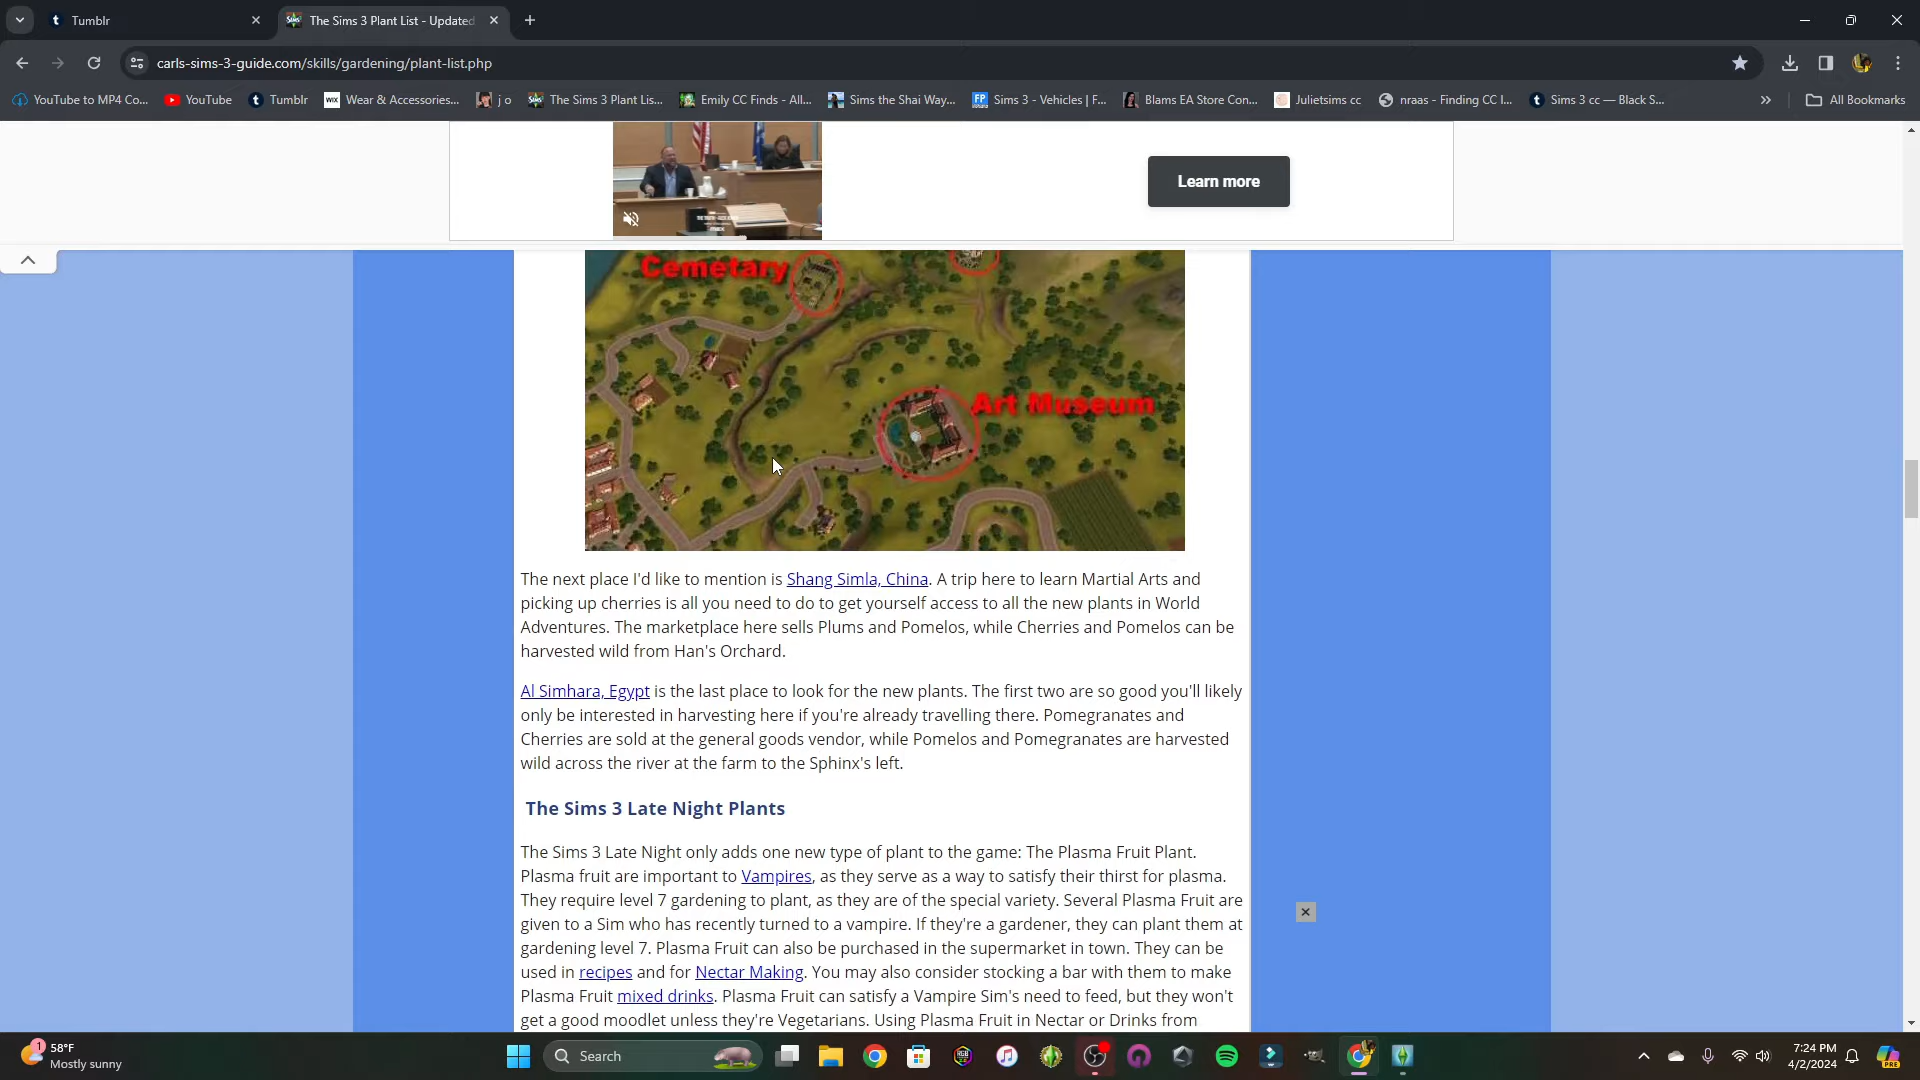 Tumblr
The Sims 3 Plant List - Updated
carls-sims-3-guide.com/skills/gardening/plant-list.php
YouTube to MP4 Co...
YouTube
Tumblr
WIX
Wear & Accessories...
j o
The Sims 3 Plant Lis...
Emily CC Finds - All...
Sims the Shai Way...
FP
Sims 3 - Vehicles | F...
Blams EA Store Con...
Julietsims cc
nraas - Finding CC I...
Sims 3 cc — Black S...
All Bookmarks
Learn more
Cemetary
Art Museum
The next place I'd like to mention is Shang Simla, China. A trip here to learn Martial Arts and
picking up cherries is all you need to do to get yourself access to all the new plants in World
Adventures. The marketplace here sells Plums and Pomelos, while Cherries and Pomelos can be
harvested wild from Han's Orchard.
Al Simhara, Egypt is the last place to look for the new plants. The first two are so good you'll likely
only be interested in harvesting here if you're already travelling there. Pomegranates and
Cherries are sold at the general goods vendor, while Pomelos and Pomegranates are harvested
wild across the river at the farm to the Sphinx's left.
The Sims 3 Late Night Plants
The Sims 3 Late Night only adds one new type of plant to the game: The Plasma Fruit Plant.
Plasma fruit are important to Vampires, as they serve as a way to satisfy their thirst for plasma.
They require level 7 gardening to plant, as they are of the special variety. Several Plasma Fruit are
given to a Sim who has recently turned to a vampire. If they're a gardener, they can plant them at
gardening level 7. Plasma Fruit can also be purchased in the supermarket in town. They can be
used in recipes and for Nectar Making. You may also consider stocking a bar with them to make
Plasma Fruit mixed drinks. Plasma Fruit can satisfy a Vampire Sim's need to feed, but they won't
get a good moodlet unless they're Vegetarians. Using Plasma Fruit in Nectar or Drinks from
1
58°F
Mostly sunny
Search
7:24 PM
4/2/2024
PRE